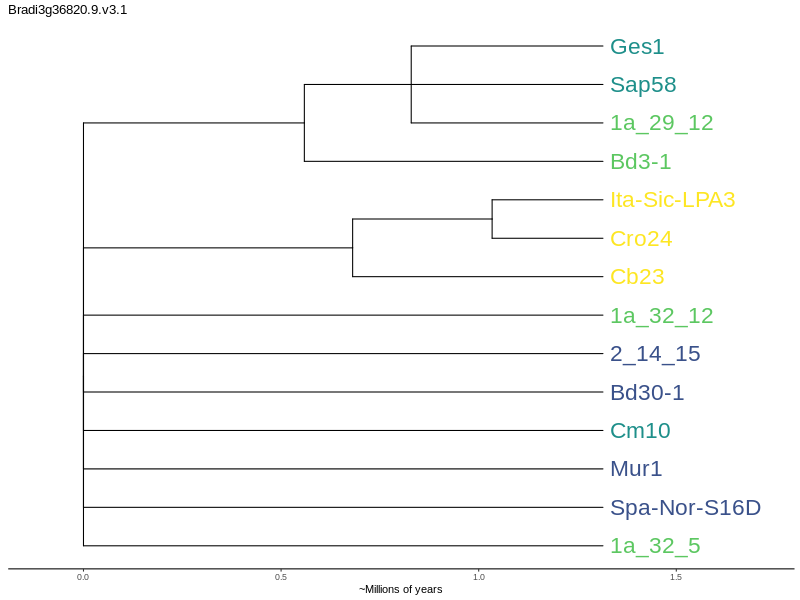 Bradi3g36820.9.v3.1
Ges1
Sap58
1a_29_12
Bd3-1
Ita-Sic-LPA3
Cro24
Cb23
1a_32_12
2_14_15
Bd30-1
Cm10
Mur1
Spa-Nor-S16D
1a_32_5
0.0 0.5 1.0 1.5
~Millions of years